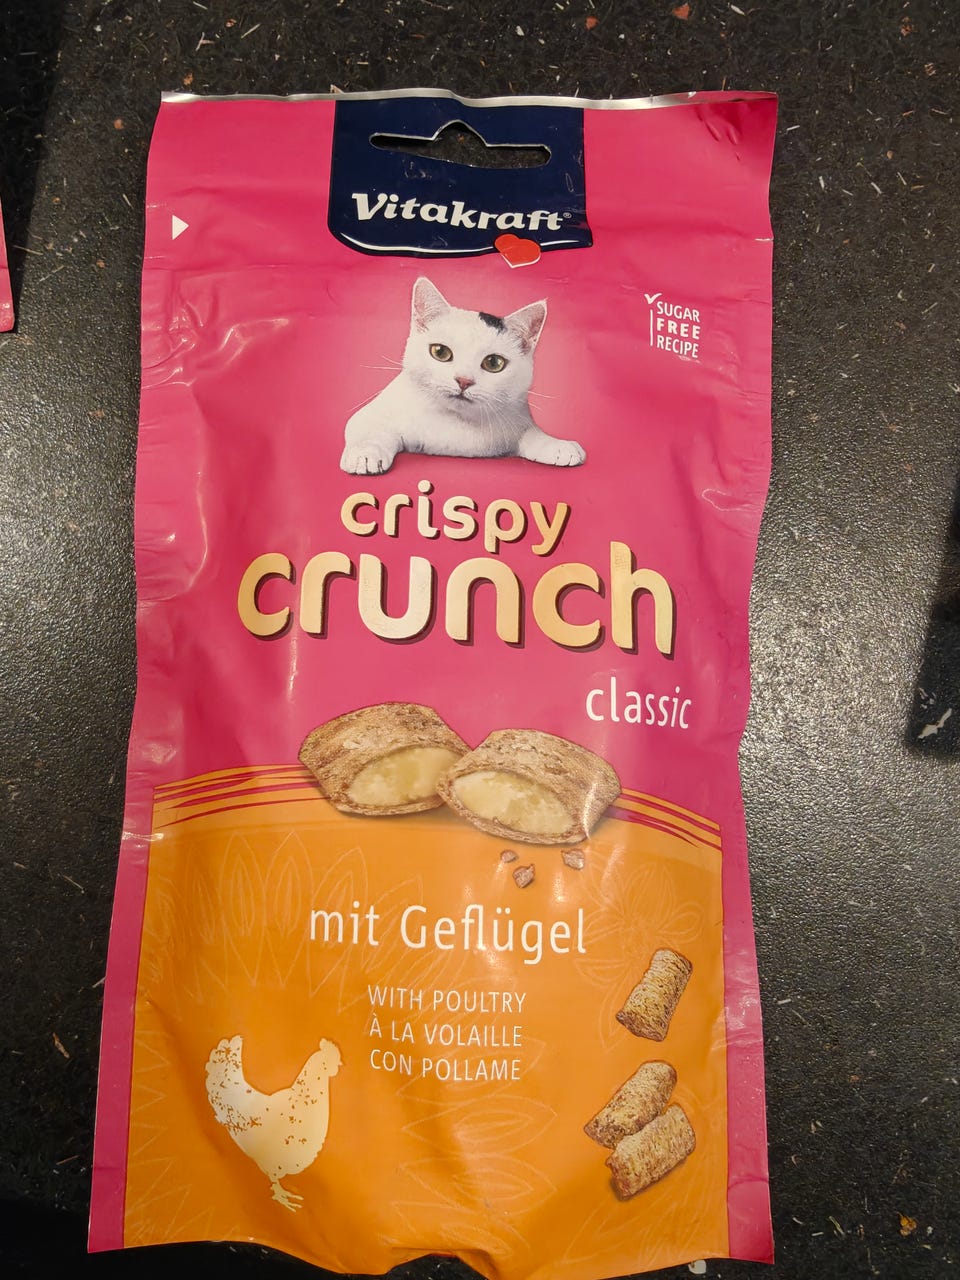 Vitakraft®
SUGAR
FREE
RECIPE
crispy
crunch
classic
mit Geflügel
WITH POULTRY
À LA VOLAILLE
CON POLLAME